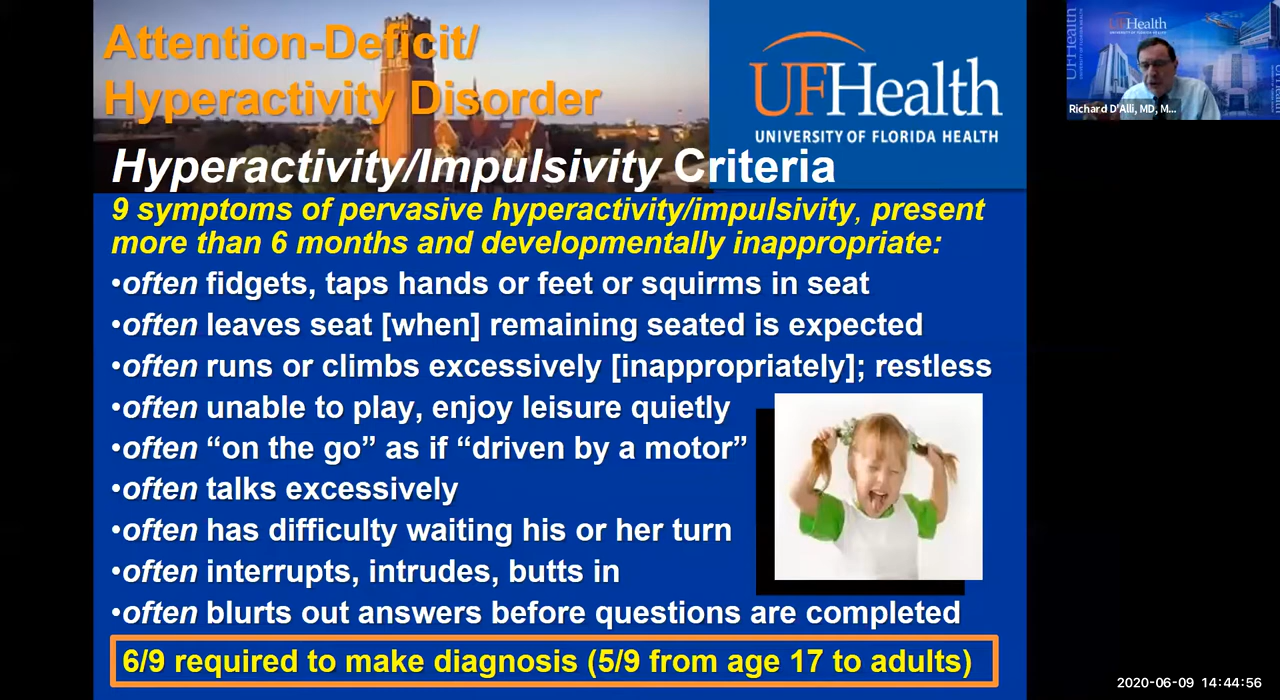 Attention-Deficit/
Hyperactivity Disorder
UFHealth
UNIVERSITY OF FLORIDA HEALTH
Hyperactivity/Impulsivity Criteria
9 symptoms of pervasive hyperactivity/impulsivity, present
more than 6 months and developmentally inappropriate:
•often fidgets, taps hands or feet or squirms in seat
•often leaves seat [when] remaining seated is expected
•often runs or climbs excessively [inappropriately]; restless
•often unable to play, enjoy leisure quietly
•often “on the go” as if “driven by a motor”
•often talks excessively
•often has difficulty waiting his or her turn
•often interrupts, intrudes, butts in
•often blurts out answers before questions are completed
6/9 required to make diagnosis (5/9 from age 17 to adults)
UFHealth
UFHealth
Richard D'Alli, MD, M...
2020-06-09 14:44:56